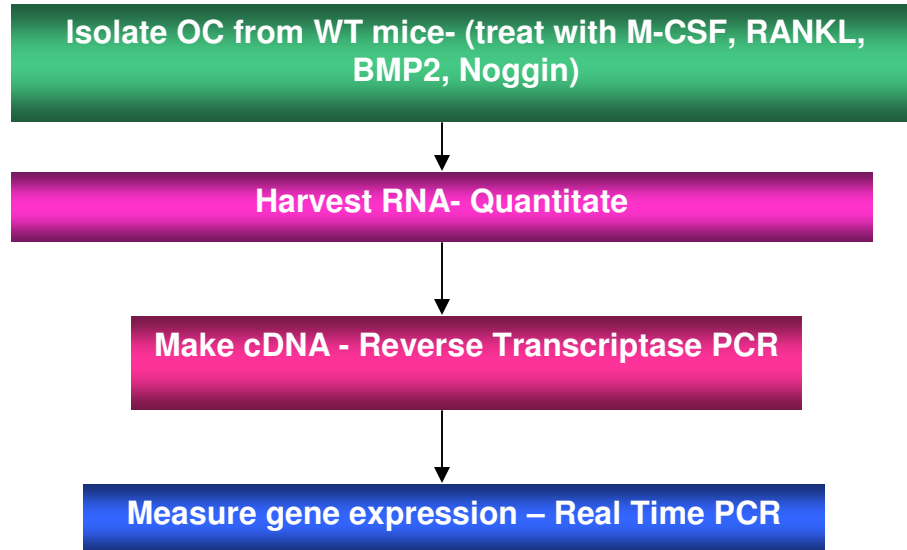 Isolate OC from WT mice- (treat with M-CSF, RANKL,
BMP2, Noggin)
Harvest RNA- Quantitate
Make cDNA - Reverse Transcriptase PCR
Measure gene expression – Real Time PCR